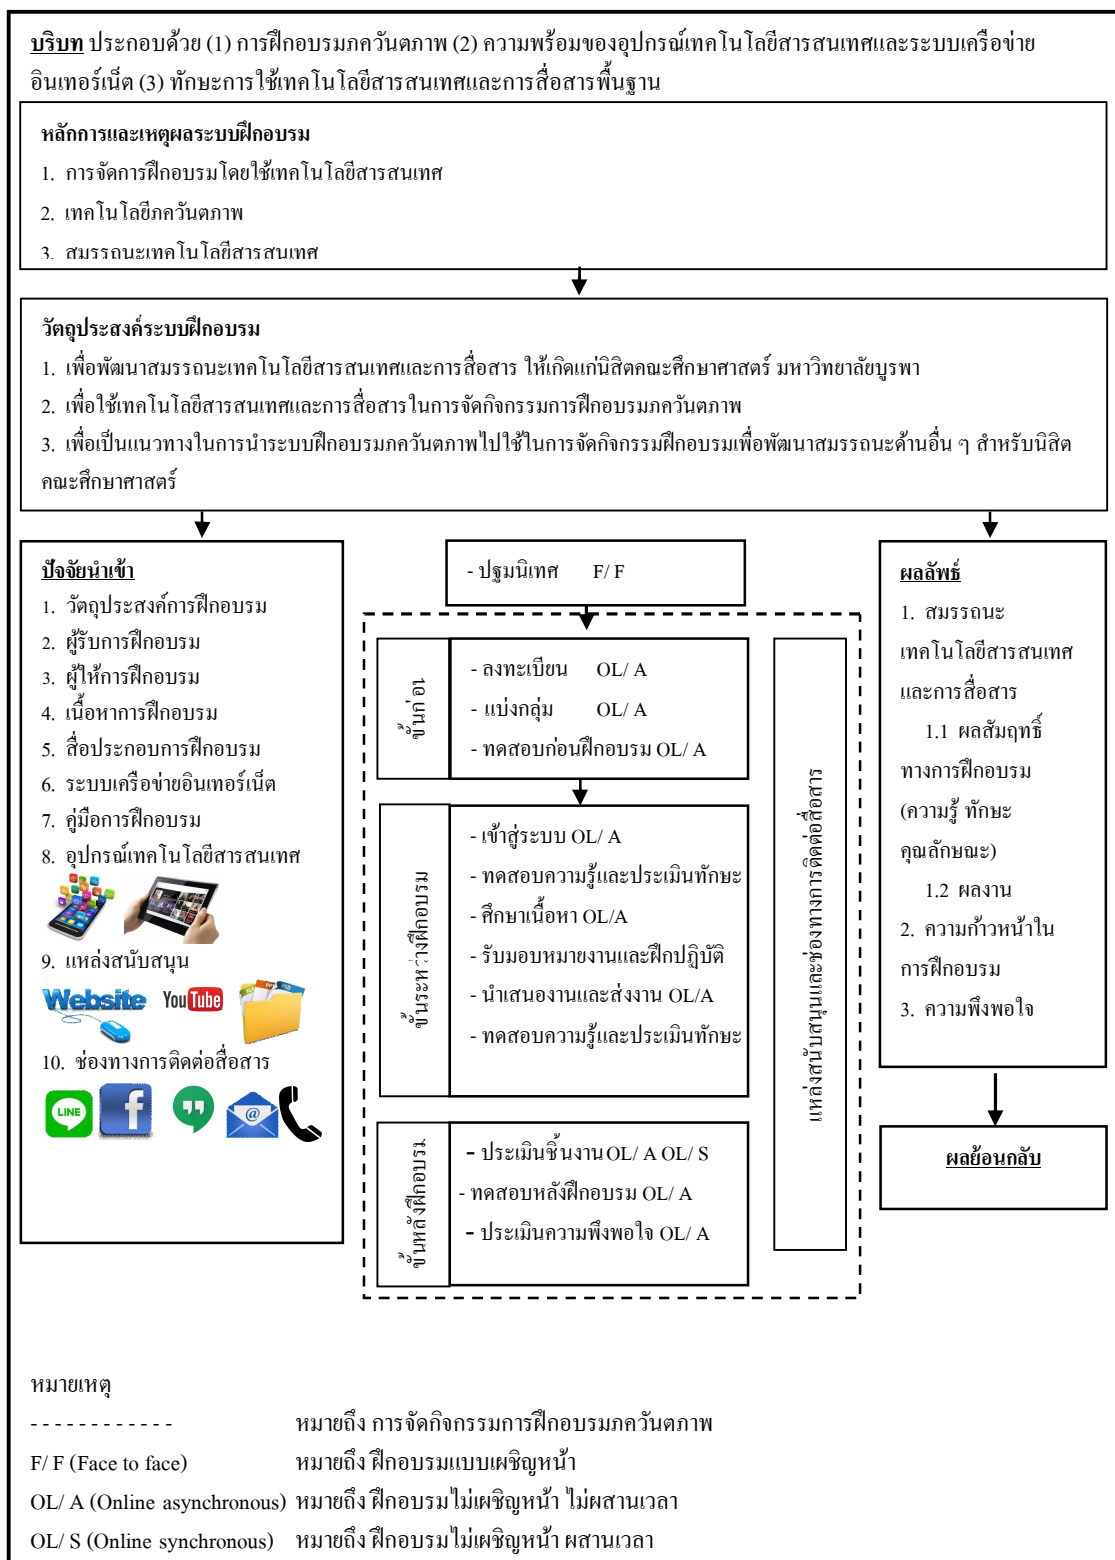 บริบท ประกอบด้วย (1) การฝึกอบรมภควันตภาพ (2) ความพร้อมของอุปกรณ์เทคโนโลยีสารสนเทศและระบบเครือข่าย
อินเทอร์เน็ต (3) ทักษะการใช้เทคโนโลยีสารสนเทศและการสื่อสารพื้นฐาน
หลักการและเหตุผลระบบฝึกอบรม
1. การจัดการฝึกอบรมโดยใช้เทคโนโลยีสารสนเทศ
2. เทคโนโลยีภควันตภาพ
3. สมรรถนะเทคโนโลยีสารสนเทศ
วัตถุประสงค์ระบบฝึกอบรม
1. เพื่อพัฒนาสมรรถนะเทคโนโลยีสารสนเทศและการสื่อสาร ให้เกิดแก่นิสิตคณะศึกษาศาสตร์ มหาวิทยาลัยบูรพา
2. เพื่อใช้เทคโนโลยีสารสนเทศและการสื่อสารในการจัดกิจกรรมการฝึกอบรมภควันตภาพ
3. เพื่อเป็นแนวทางในการนำระบบฝึกอบรมภควันตภาพไปใช้ในการจัดกิจกรรมฝึกอบรมเพื่อพัฒนาสมรรถนะด้านอื่น ๆ สำหรับนิสิต
คณะศึกษาศาสตร์
ปัจจัยนำเข้า
1. วัตถุประสงค์การฝึกอบรม
2. ผู้รับการฝึกอบรม
3. ผู้ให้การฝึกอบรม
4. เนื้อหาการฝึกอบรม
5. สื่อประกอบการฝึกอบรม
6. ระบบเครือข่ายอินเทอร์เน็ต
7. คู่มือการฝึกอบรม
8. อุปกรณ์เทคโนโลยีสารสนเทศ
9. แหล่งสนับสนุน
Website YouTube
10. ช่องทางการติดต่อสื่อสาร
LINE f @
- ปฐมนิเทศ F/ F
ขั้นก่อน
- ลงทะเบียน OL/ A
- แบ่งกลุ่ม OL/ A
- ทดสอบก่อนฝึกอบรม OL/ A
ขั้นระหว่างฝึกอบรม
- เข้าสู่ระบบ OL/ A
- ทดสอบความรู้และประเมินทักษะ
- ศึกษาเนื้อหา OL/A
- รับมอบหมายงานและฝึกปฏิบัติ
- นำเสนองานและส่งงาน OL/A
- ทดสอบความรู้และประเมินทักษะ
ขั้นหลังฝึกอบรม
- ประเมินชิ้นงาน OL/ A OL/ S
- ทดสอบหลังฝึกอบรม OL/ A
- ประเมินความพึงพอใจ OL/ A
แหล่งสนับสนุนและช่องทางการติดต่อสื่อสาร
ผลลัพธ์
1. สมรรถนะ
เทคโนโลยีสารสนเทศ
และการสื่อสาร
1.1 ผลสัมฤทธิ์
ทางการฝึกอบรม
(ความรู้ ทักษะ
คุณลักษณะ)
1.2 ผลงาน
2. ความก้าวหน้าใน
การฝึกอบรม
3. ความพึงพอใจ
ผลย้อนกลับ
หมายเหตุ
- - - - - - - - - - - - หมายถึง การจัดกิจกรรมการฝึกอบรมภควันตภาพ
F/ F (Face to face) หมายถึง ฝึกอบรมแบบเผชิญหน้า
OL/ A (Online asynchronous) หมายถึง ฝึกอบรมไม่เผชิญหน้า ไม่ผสานเวลา
OL/ S (Online synchronous) หมายถึง ฝึกอบรมไม่เผชิญหน้า ผสานเวลา